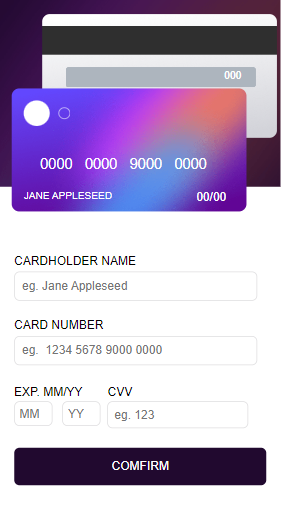 000
0000 0000 9000 0000
JANE APPLESEED 00/00
CARDHOLDER NAME
eg. Jane Appleseed
CARD NUMBER
eg. 1234 5678 9000 0000
EXP. MM/YY CVV
MM YY eg. 123
COMFIRM